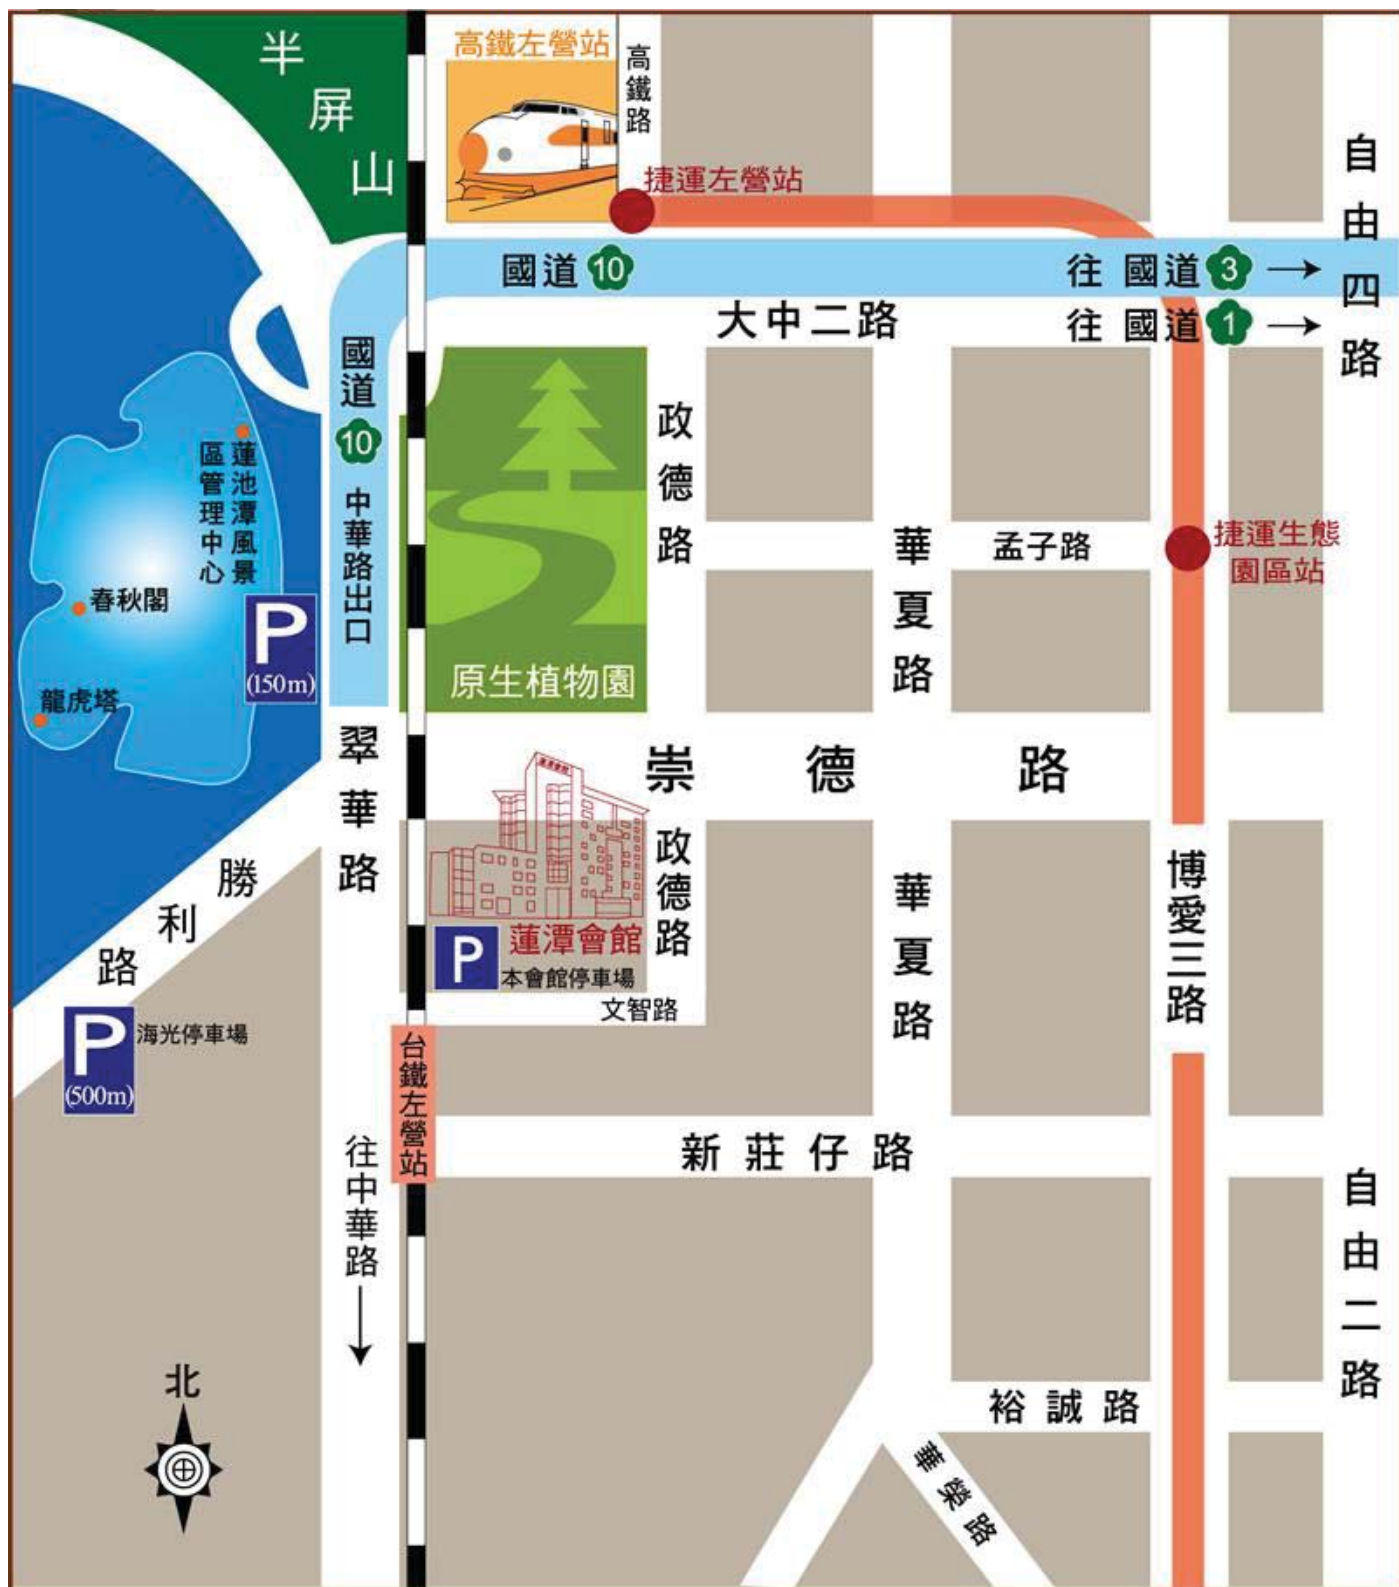 半屏山
高鐵左營站
高鐵路
捷運左營站
自由四路
國道 10
往 國道 3 →
大中二路
往 國道 1 →
國道 10 中華路出口
政德路
蓮池潭風景
區管理中心
華夏路
孟子路
捷運生態
園區站
春秋閣
P
(150m)
龍虎塔
原生植物園
翠華路
崇德路
蓮潭會館
勝利路
政德路
華夏路
博愛三路
P
蓮潭會館
本會館停車場
文智路
P
(500m)
海光停車場
台鐵左營站
往中華路
新莊仔路
自由二路
北
裕誠路
華榮路